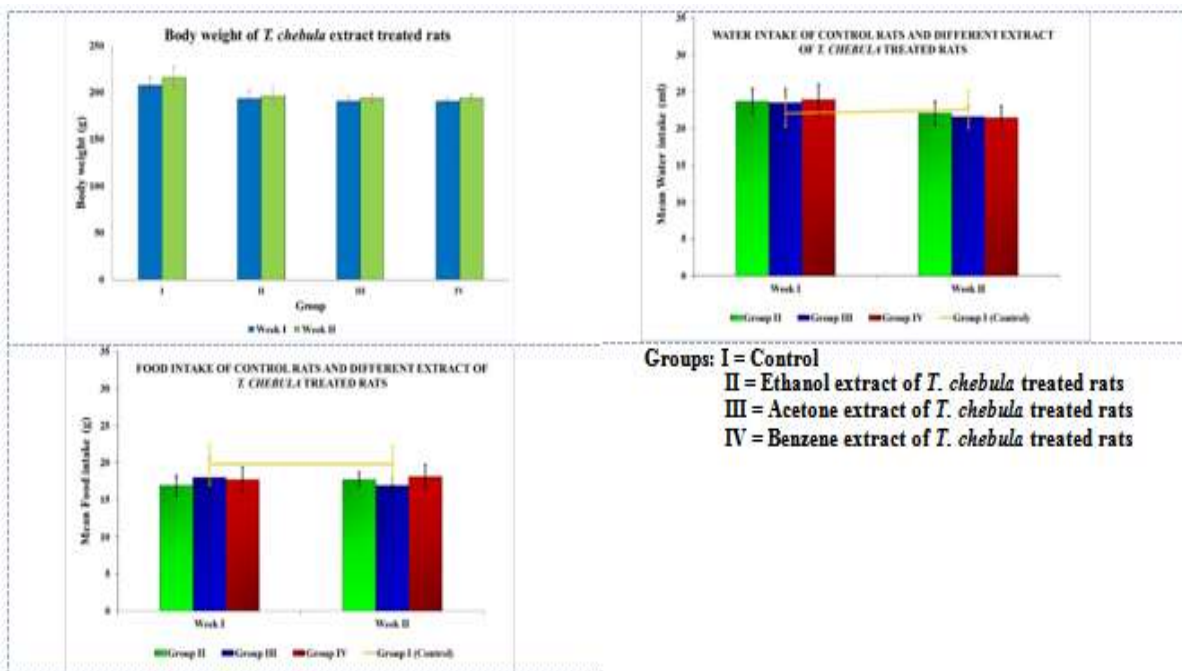 Body weight of T. chebula extract treated rats
Body weight (g)
250
200
150
100
50
0
I II III IV
Group
Week I Week II
WATER INTAKE OF CONTROL RATS AND DIFFERENT EXTRACT
OF T. CHEBULA TREATED RATS
Mean Water intake (ml)
35
30
25
20
15
10
5
0
Week I Week II
Group II Group III Group IV Group I (Control)
FOOD INTAKE OF CONTROL RATS AND DIFFERENT EXTRACT OF
T. CHEBULA TREATED RATS
Mean Food intake (g)
35
30
25
20
15
10
5
0
Week I Week II
Group II Group III Group IV Group I (Control)
Groups: I = Control
II = Ethanol extract of T. chebula treated rats
III = Acetone extract of T. chebula treated rats
IV = Benzene extract of T. chebula treated rats